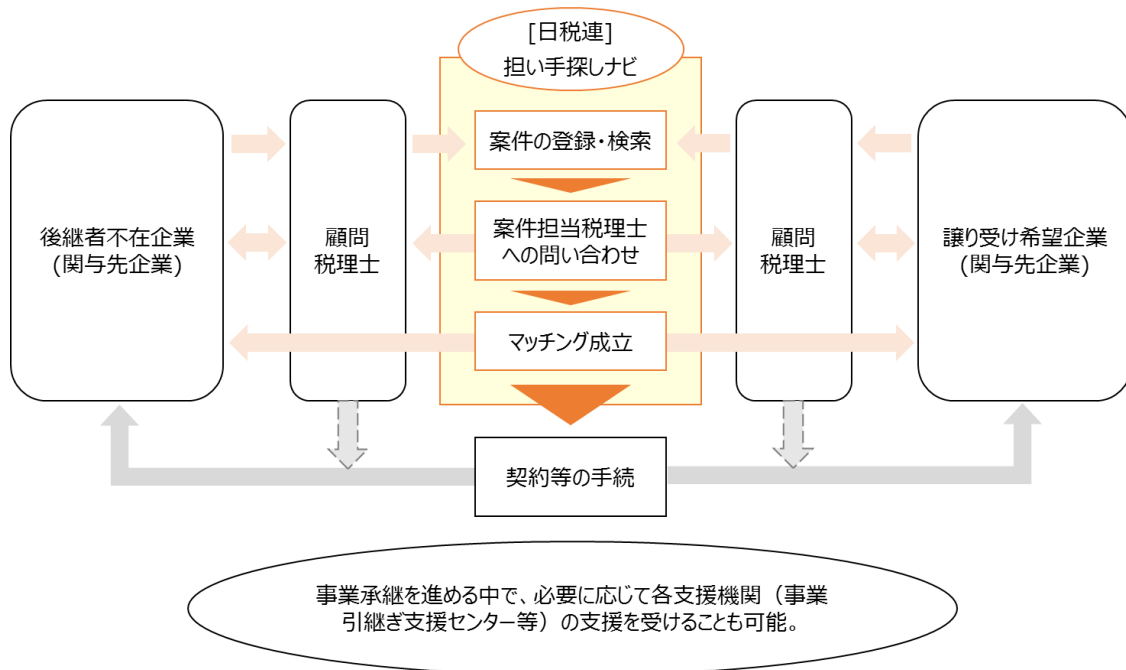 [日税連]
担い手探しナビ
案件の登録・検索
後継者不在企業
(関与先企業)
顧問
税理士
案件担当税理士
への問い合わせ
顧問
税理士
譲り受け希望企業
(関与先企業)
マッチング成立
契約等の手続
事業承継を進める中で、必要に応じて各支援機関（事業
引継ぎ支援センター等）の支援を受けることも可能。